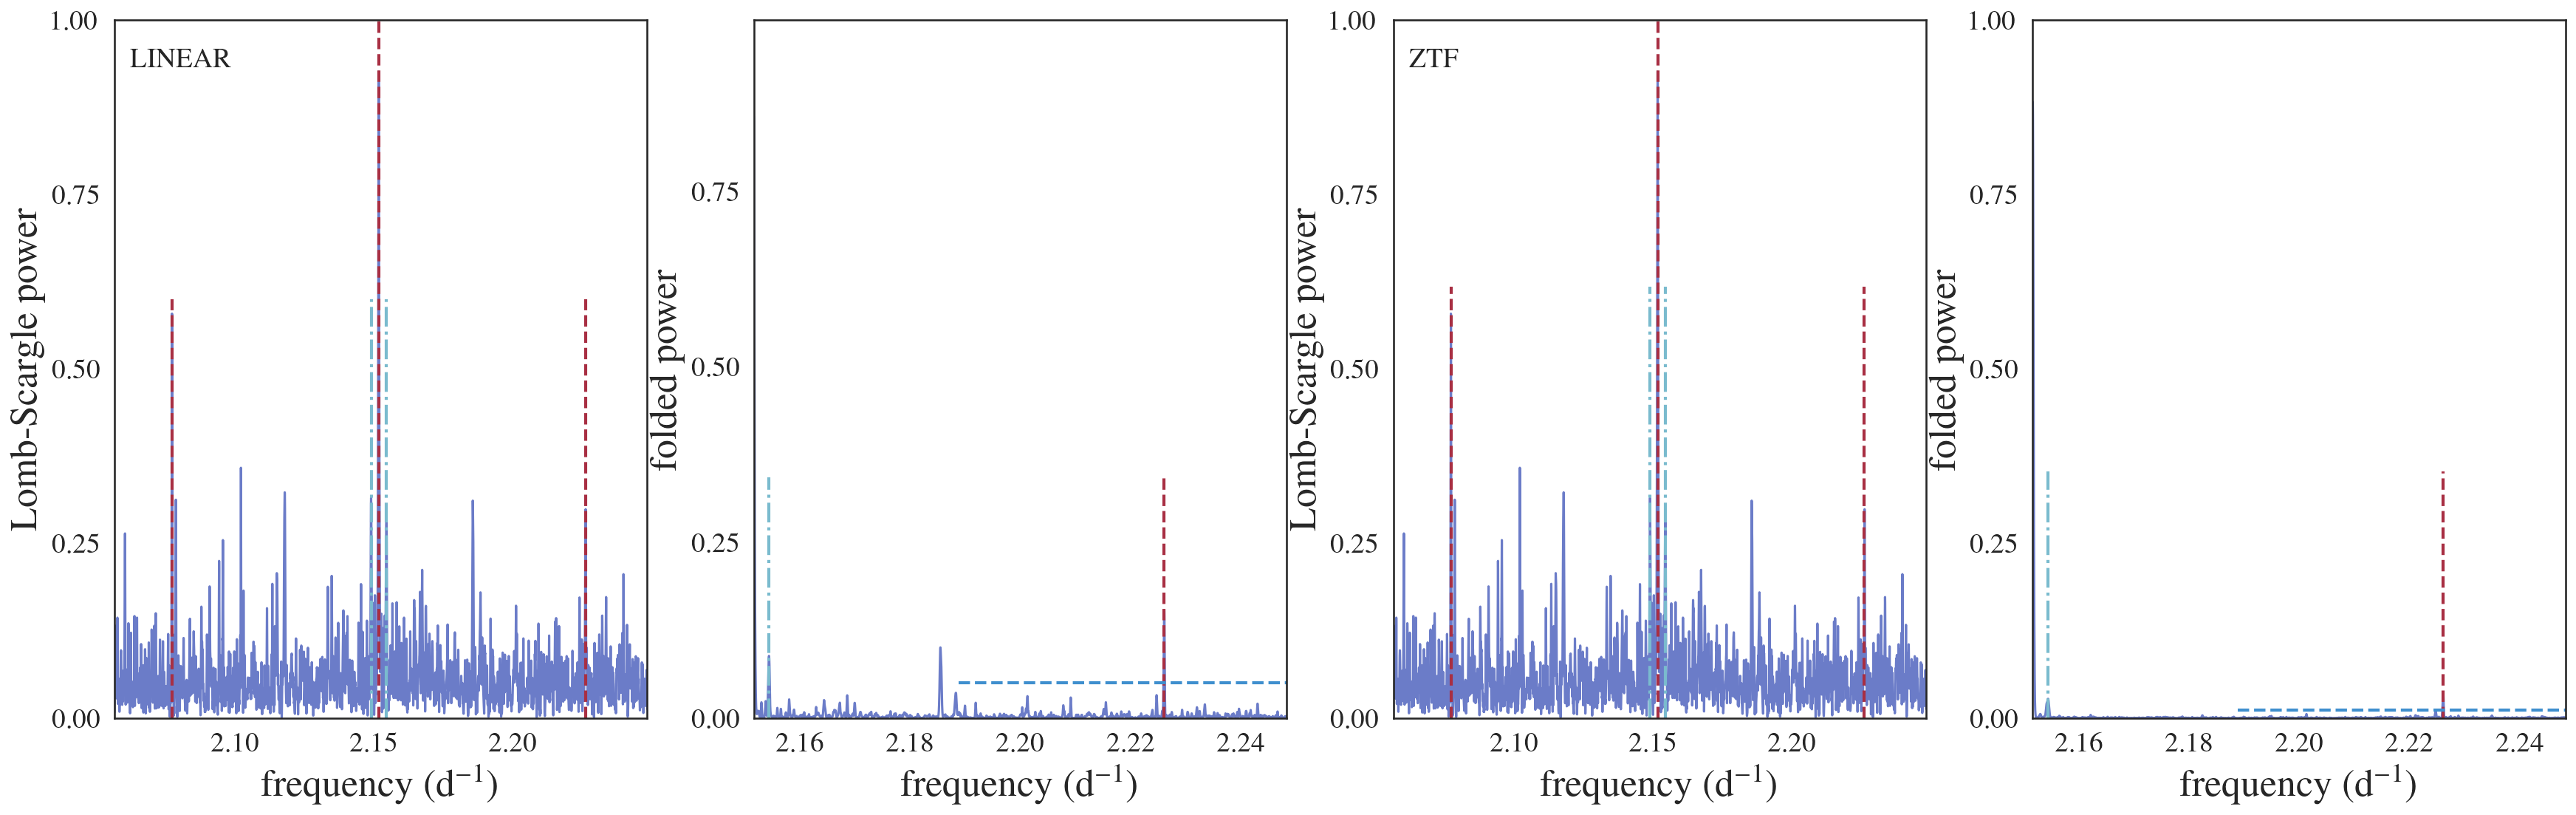 LINEAR
Lomb-Scargle power
1.00
0.75
0.50
0.25
0.00
2.10 2.15 2.20
frequency (d⁻¹)
folded power
0.75
0.50
0.25
0.00
2.16 2.18 2.20 2.22 2.24
frequency (d⁻¹)
ZTF
Lomb-Scargle power
1.00
0.75
0.50
0.25
0.00
2.10 2.15 2.20
frequency (d⁻¹)
folded power
1.00
0.75
0.50
0.25
0.00
2.16 2.18 2.20 2.22 2.24
frequency (d⁻¹)